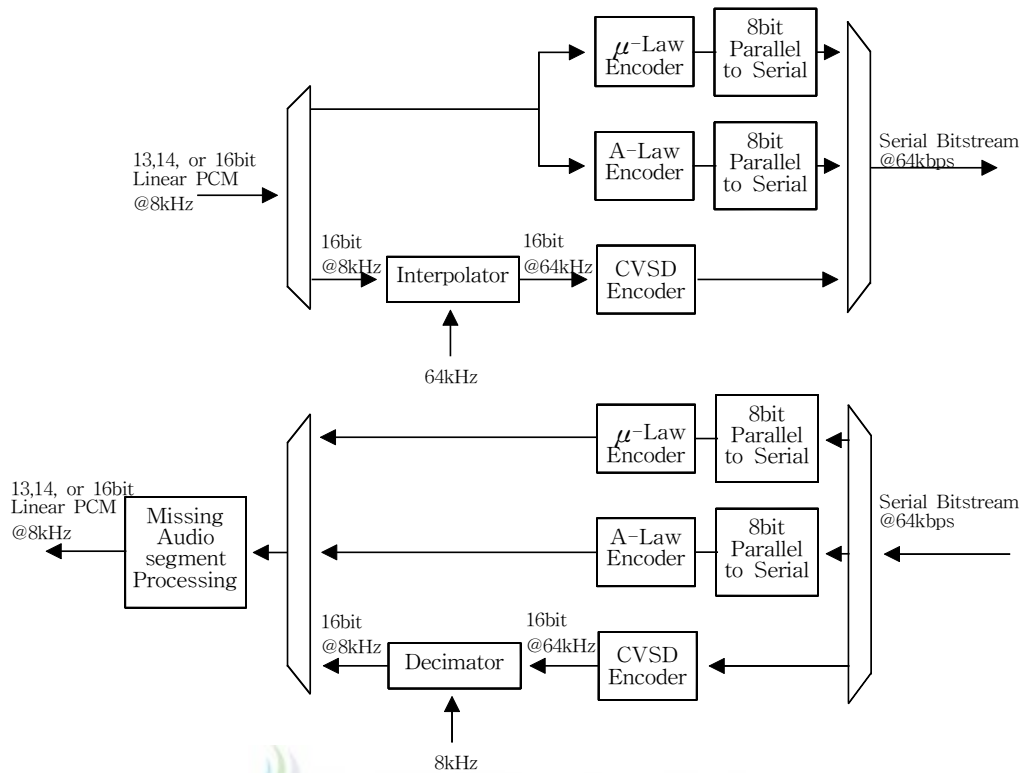 μ-Law
Encoder
8bit
Parallel
to Serial
13,14, or 16bit
Linear PCM
@8kHz
A-Law
Encoder
8bit
Parallel
to Serial
Serial Bitstream
@64kbps
16bit
@8kHz
Interpolator
16bit
@64kHz
CVSD
Encoder
64kHz
μ-Law
Encoder
8bit
Parallel
to Serial
13,14, or 16bit
Linear PCM
@8kHz
Missing
Audio
segment
Processing
A-Law
Encoder
8bit
Parallel
to Serial
Serial Bitstream
@64kbps
16bit
@8kHz
Decimator
16bit
@64kHz
CVSD
Encoder
8kHz